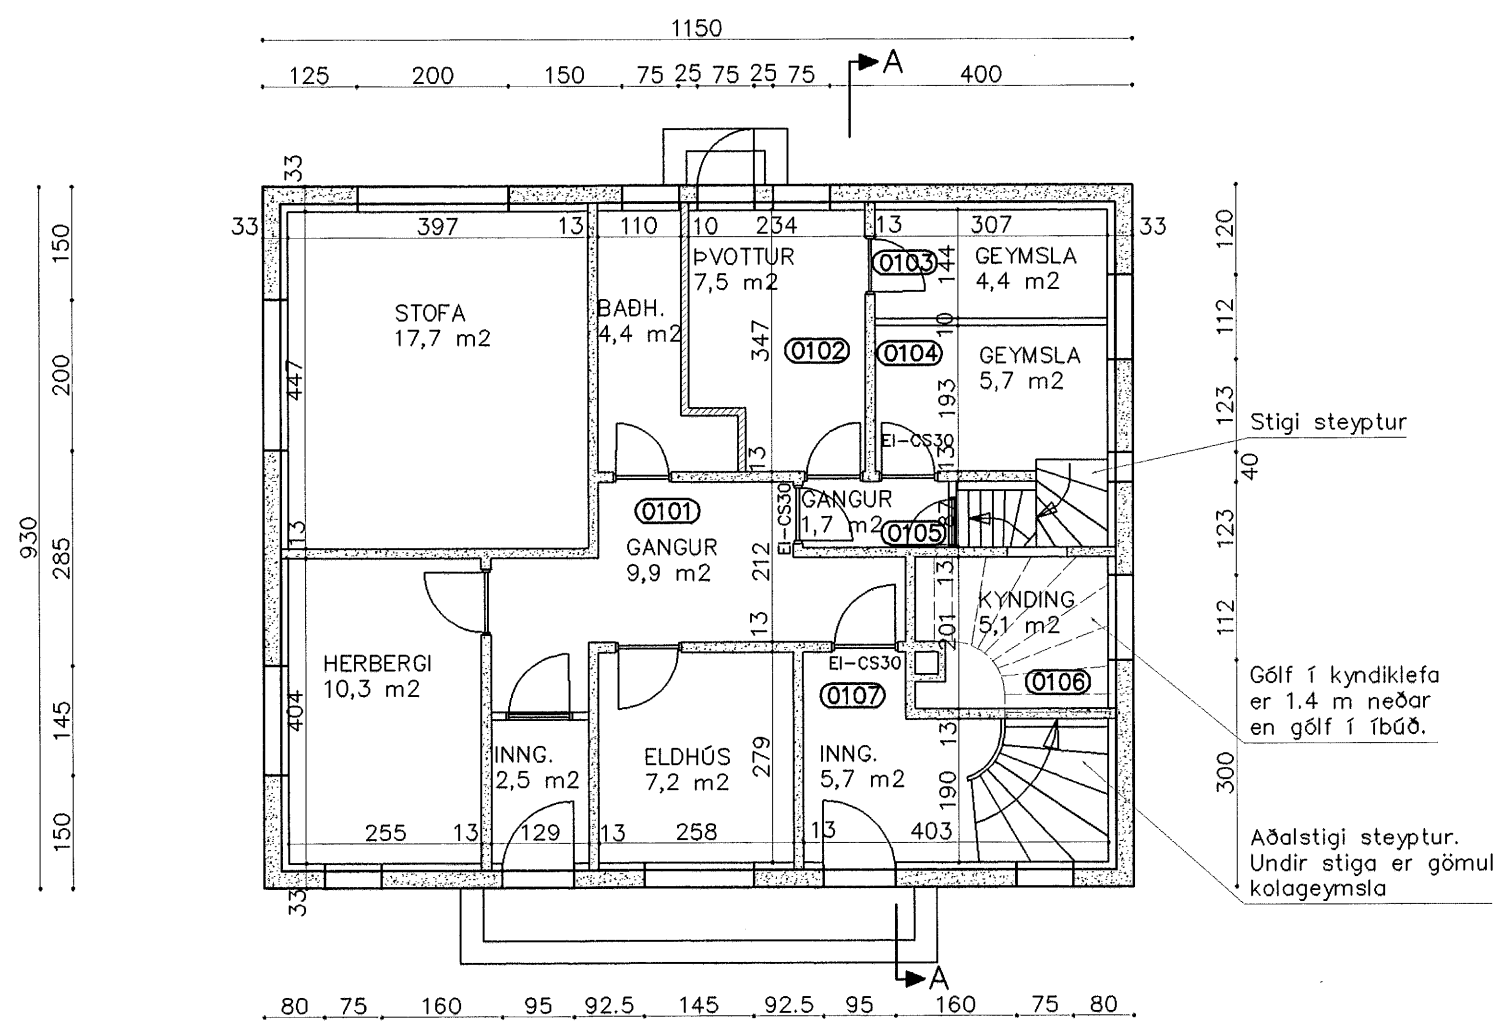 1150
125 200 150 75 25 75 25 75 400
A
33
33 397 13 110 10 234 13 307 33
STOFA
17,7 m2
BAÐH.
4,4 m2
ÞVOTTUR
7,5 m2
0103
144
GEYMSLA
4,4 m2
10
347
0102
0104
GEYMSLA
5,7 m2
193
EI-CS30
13
13
447
13
930
150
200
285
145
150
120
112
123
40
123
112
300
Stigi steyptur
0101
GANGUR
9,9 m2
EI-CS30
GANGUR
1,7 m2
0105
87
212
13
13
KYNDING
5,1 m2
201
0106
Gólf í kyndiklefa
er 1.4 m neðar
en gólf í íbúð.
HERBERGI
10,3 m2
404
EI-CS30
0107
INNG.
2,5 m2
ELDHÚS
7,2 m2
279
INNG.
5,7 m2
13
190
255 13 129 13 258 13 403
Aðalstigi steyptur.
Undir stiga er gömul
kolageymsla
33
A
80 75 160 95 92.5 145 92.5 95 160 75 80